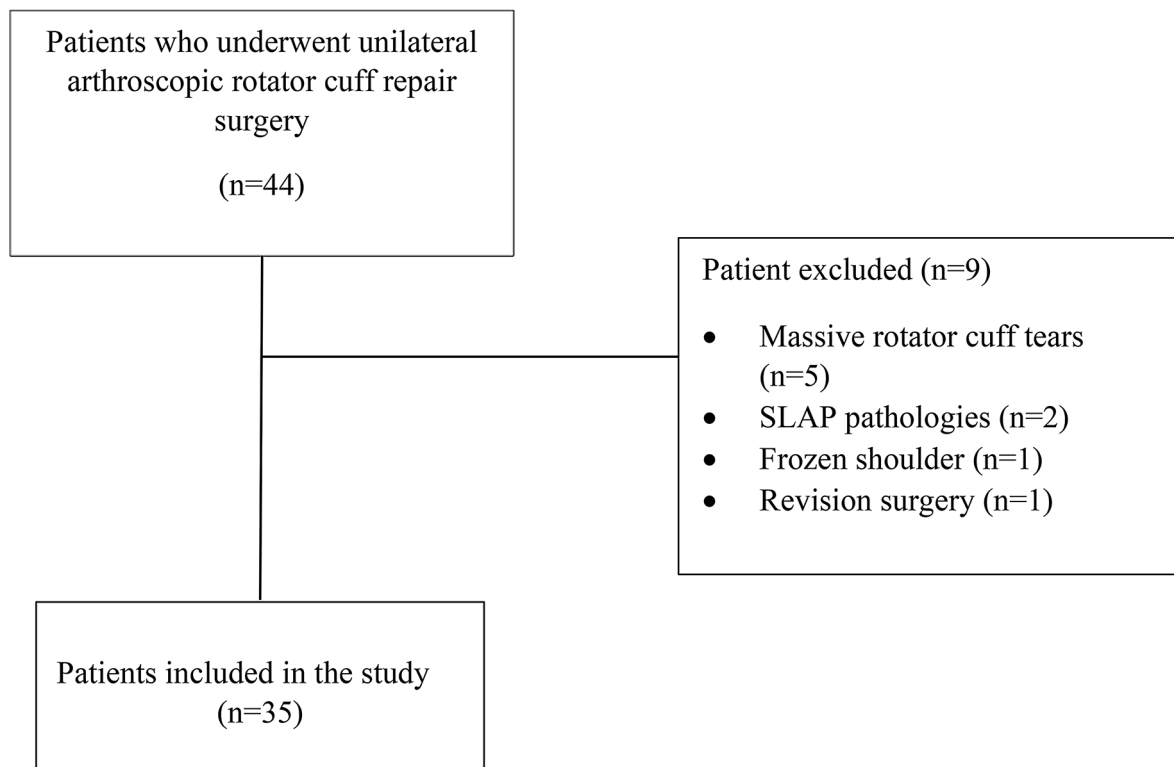 Patients who underwent unilateral
arthroscopic rotator cuff repair
surgery
(n=44)
Patient excluded (n=9)
• Massive rotator cuff tears
(n=5)
• SLAP pathologies (n=2)
• Frozen shoulder (n=1)
• Revision surgery (n=1)
Patients included in the study
(n=35)